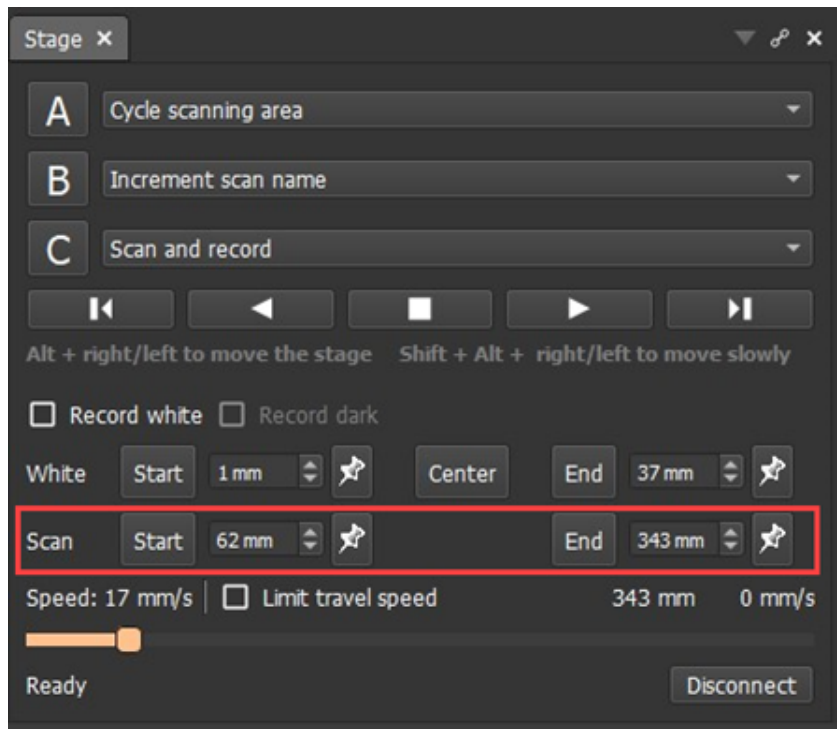 Stage
A Cycle scanning area
B Increment scan name
C Scan and record
Alt + right/left to move the stage Shift + Alt + right/left to move slowly
Record white Record dark
White Start 1 mm Center End 37 mm
Scan Start 62 mm End 343 mm
Speed: 17 mm/s Limit travel speed 343 mm 0 mm/s
Ready Disconnect